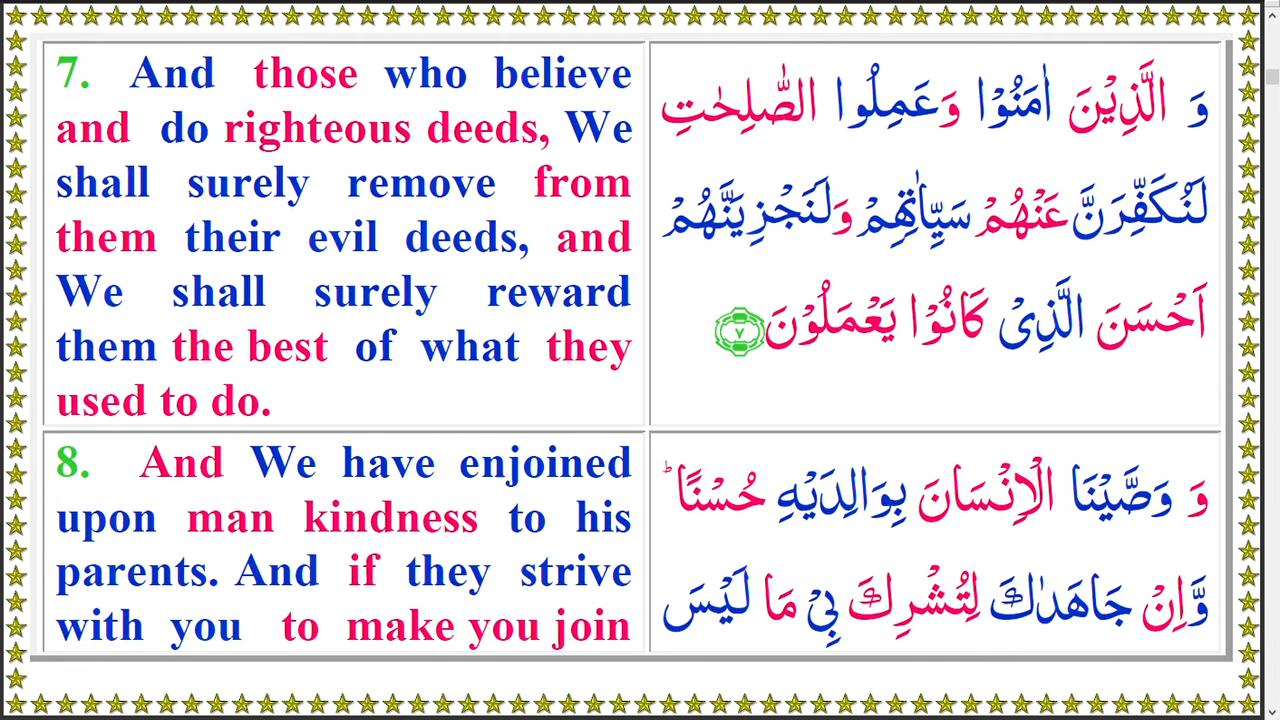 7. And those who believe
and do righteous deeds, We
shall surely remove from
them their evil deeds, and
We shall surely reward
them the best of what they
used to do.
وَ الَّذِیْنَ اٰمَنُوْا وَعَمِلُوا الصّٰلِحٰتِ
لَنُكَفِّرَنَّ عَنْهُمْ سَیِّاٰتِهِمْ وَلَنَجْزِیَنَّهُمْ
اَحْسَنَ الَّذِیْ كَانُوْا یَعْمَلُوْنَ ۷
8. And We have enjoined
upon man kindness to his
parents. And if they strive
with you to make you join
وَ وَصَّیْنَا الْاِنْسَانَ بِوَالِدَیْهِ حُسْنًا ؕ
وَّاِنْ جَاهَدٰكَ لِتُشْرِكَ بِیْ مَا لَیْسَ